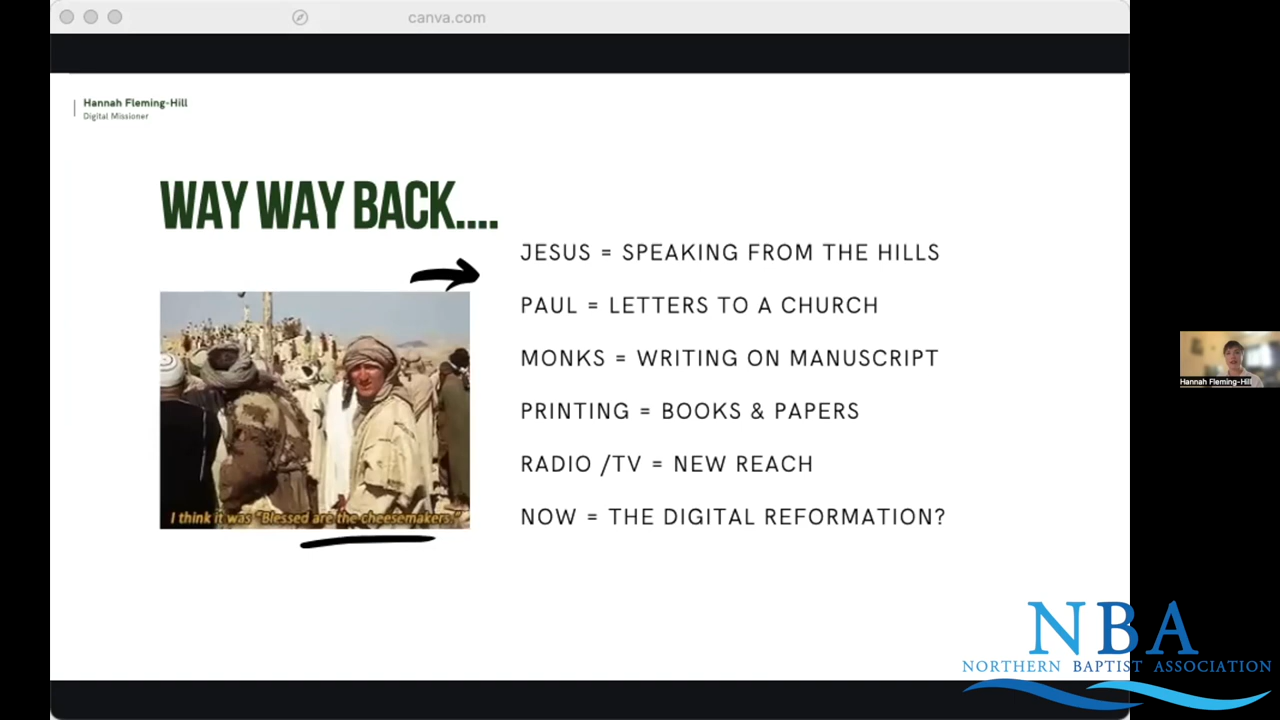 canva.com
Hannah Fleming-Hill
Digital Missioner
WAY WAY BACK....
JESUS = SPEAKING FROM THE HILLS
PAUL = LETTERS TO A CHURCH
MONKS = WRITING ON MANUSCRIPT
PRINTING = BOOKS & PAPERS
RADIO /TV = NEW REACH
NOW = THE DIGITAL REFORMATION?
I think it was "Blessed are the cheesemakers."
Hannah Fleming-Hill
NBA
NORTHERN BAPTIST ASSOCIATION